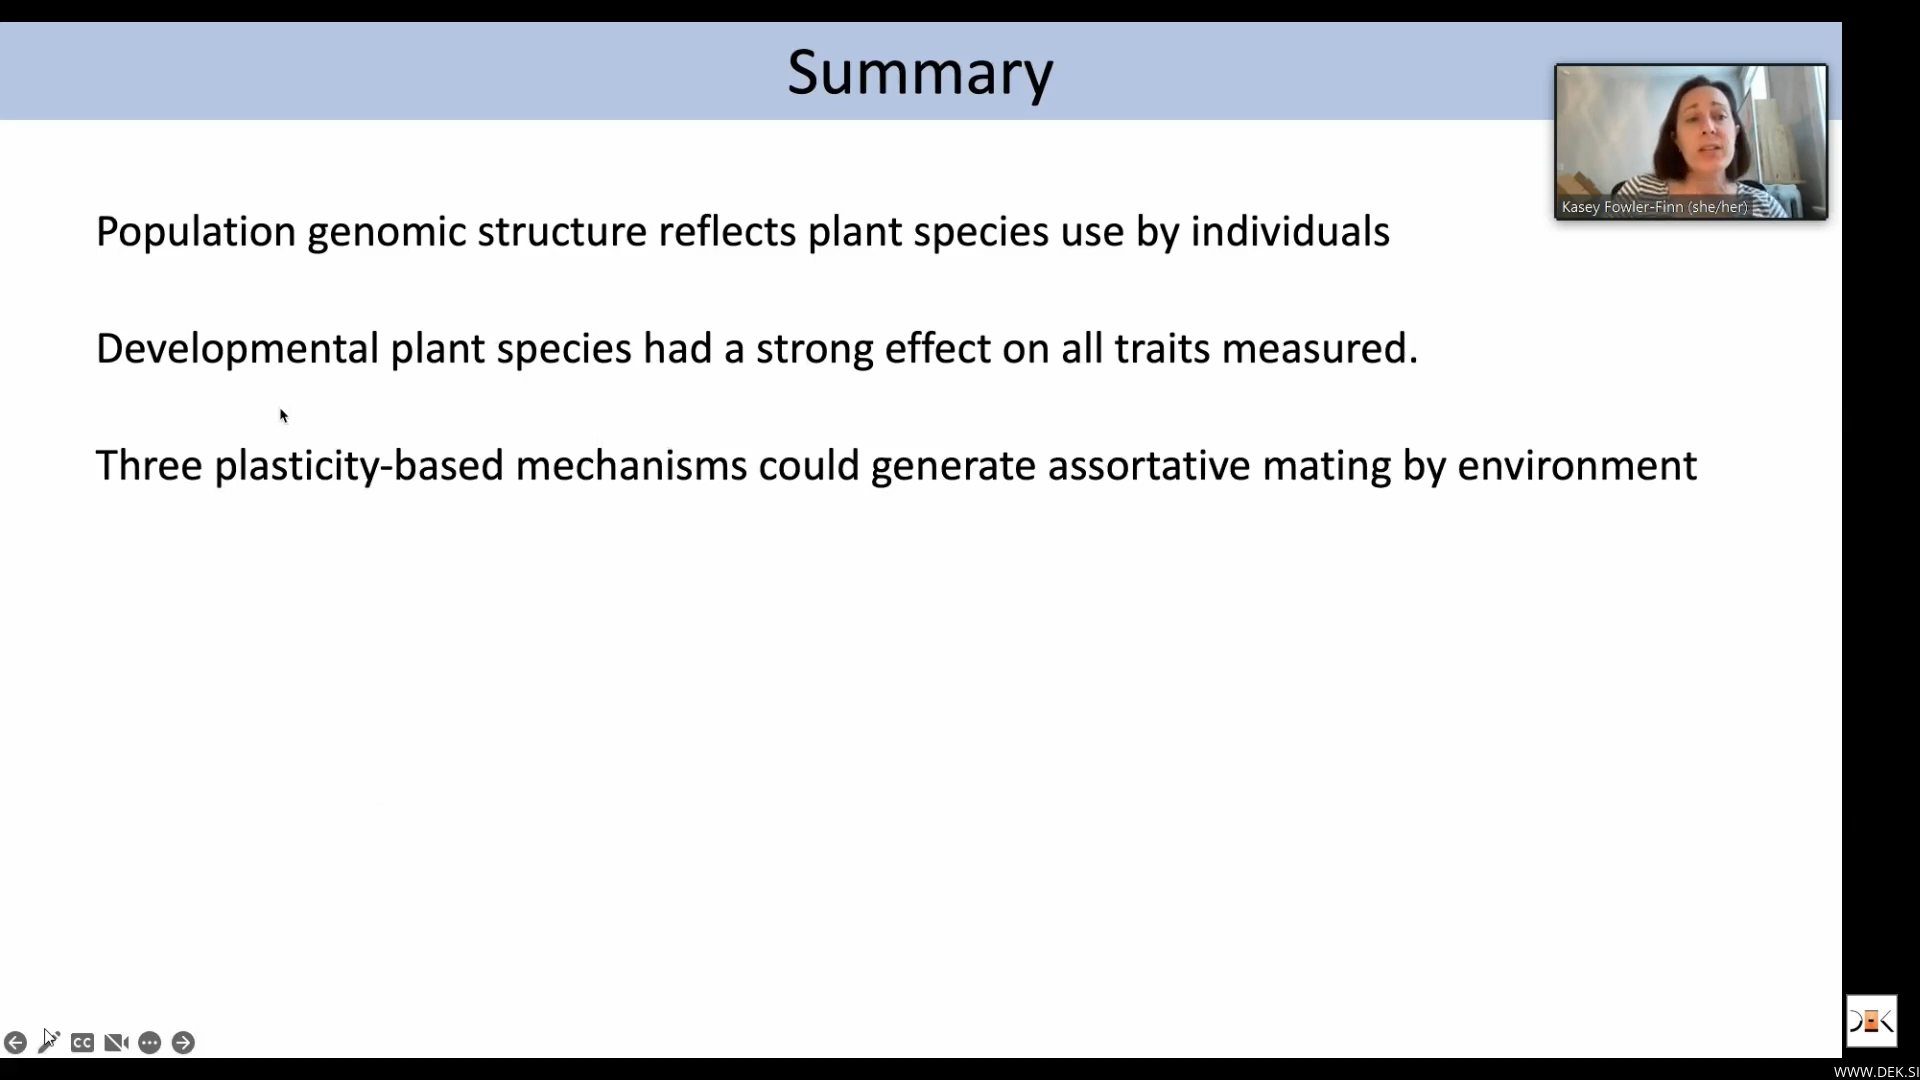 Summary
Kasey Fowler-Finn (she/her)
Population genomic structure reflects plant species use by individuals
Developmental plant species had a strong effect on all traits measured.
Three plasticity-based mechanisms could generate assortative mating by environment
CC
DEK
WWW.DEK.SI